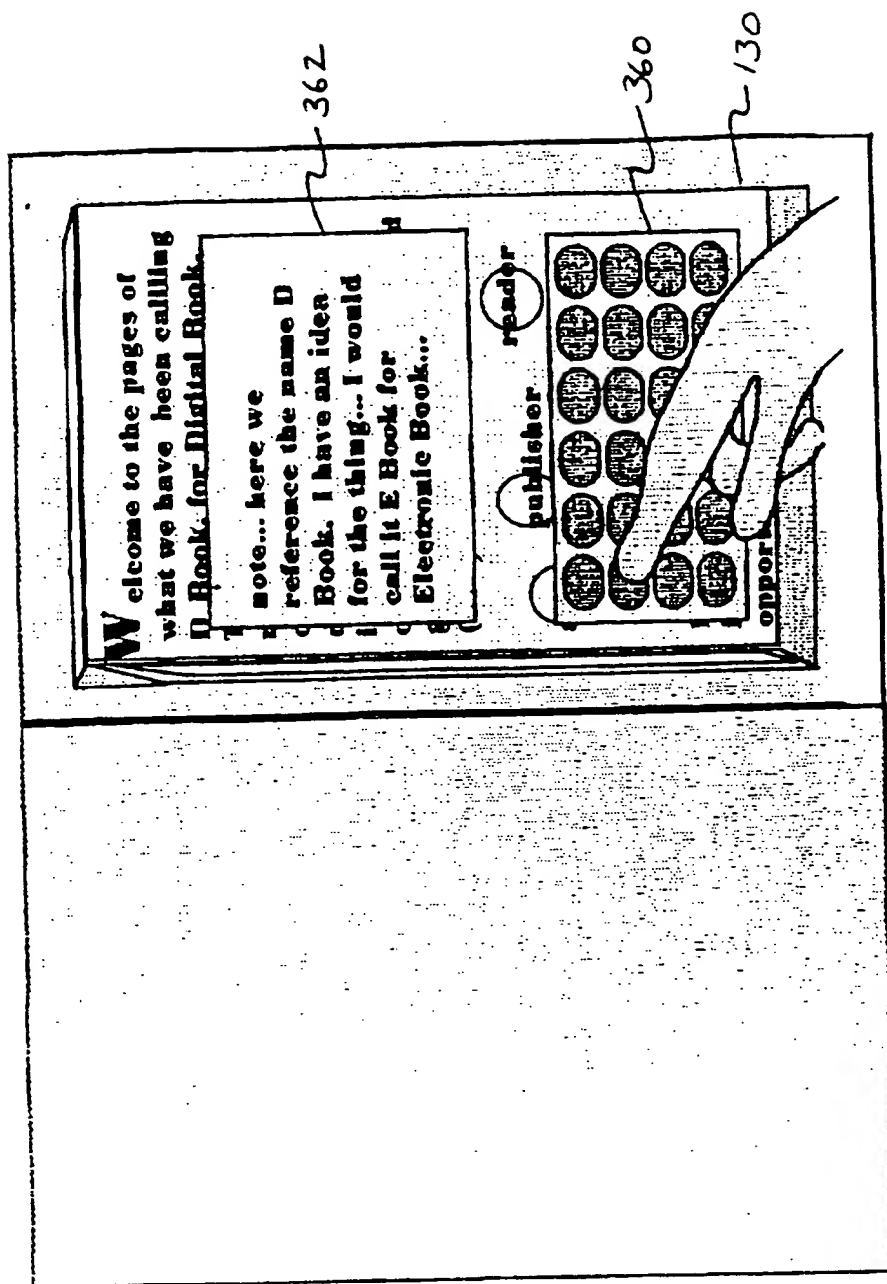 Welcome to the pages of
what we have been callling
D Book, for Digital Book.
note... here we
reference the name D
Book. I have an idea
for the thing... I would
call it E Book for
Electronic Book...
publisher reader
oppor
362
360
130